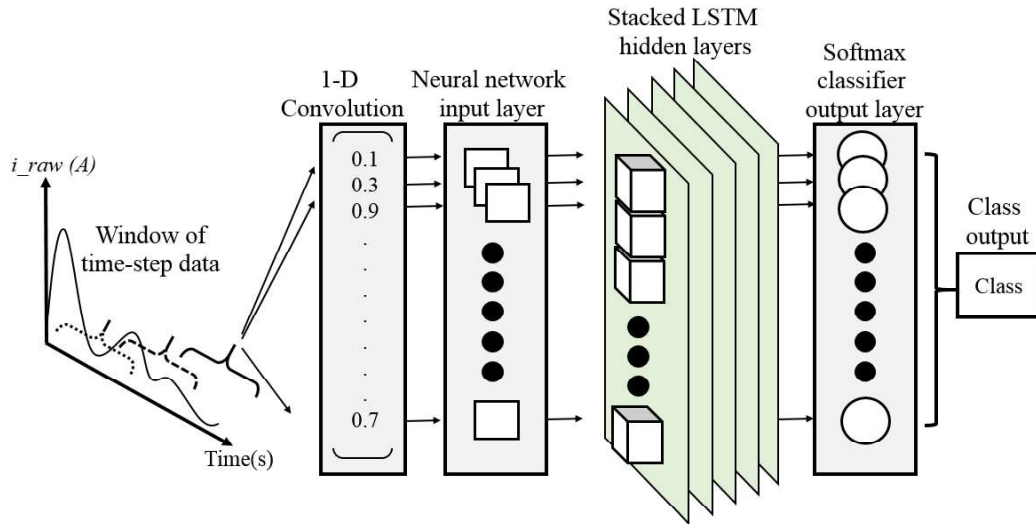 i_raw (A)
Window of
time-step data
Time(s)
1-D
Convolution
0.1
0.3
0.9
0.7
Neural network
input layer
Stacked LSTM
hidden layers
Softmax
classifier
output layer
Class
output
Class